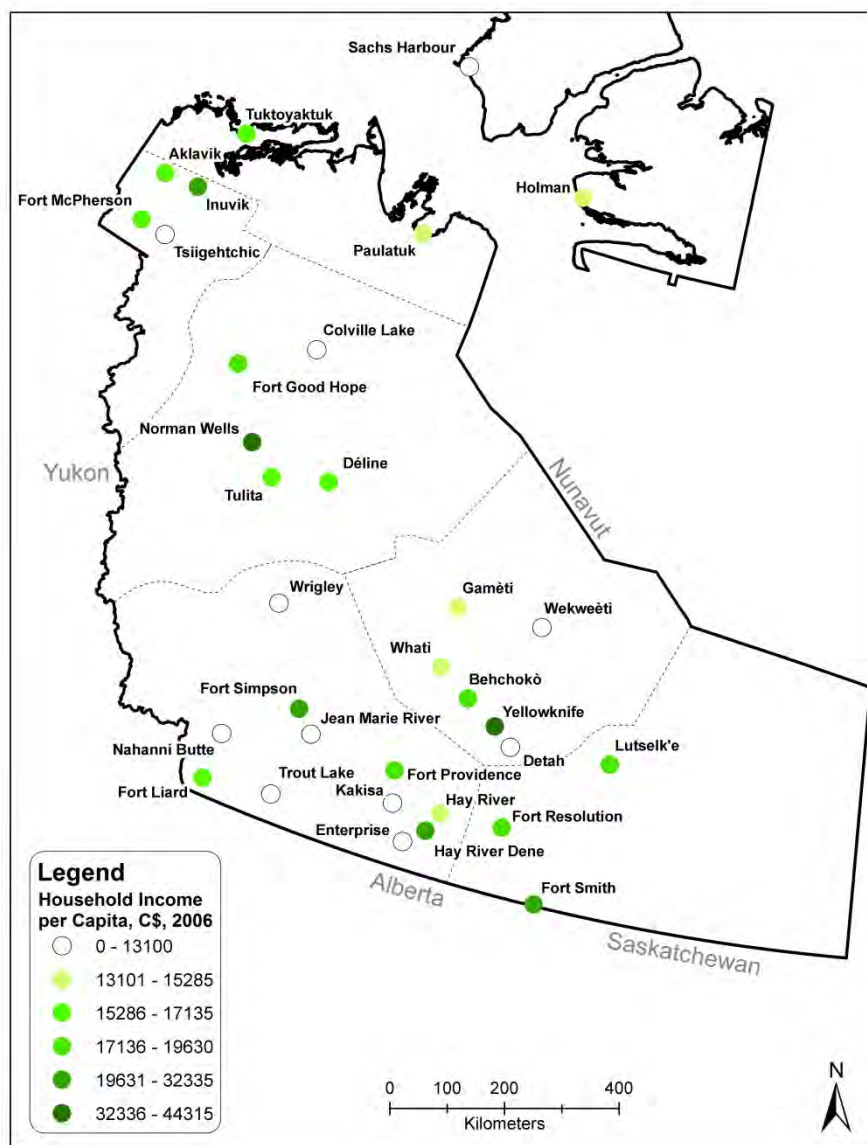 Sachs Harbour
Tuktoyaktuk
Aklavik
Holman
Fort McPherson
Inuvik
Tsiigehtchic
Paulatuk
Colville Lake
Fort Good Hope
Norman Wells
Déline
Yukon
Tulita
Nunavut
Wrigley
Gamèti
Wekweèti
Whati
Fort Simpson
Behchokò
Jean Marie River
Yellowknife
Nahanni Butte
Detah
Lutselk'e
Fort Liard
Trout Lake
Fort Providence
Kakisa
Hay River
Enterprise
Fort Resolution
Hay River Dene
Alberta
Fort Smith
Saskatchewan
Legend
Household Income
per Capita, C$, 2006
0 - 13100
13101 - 15285
15286 - 17135
17136 - 19630
19631 - 32335
32336 - 44315
0 100 200 400
Kilometers
N